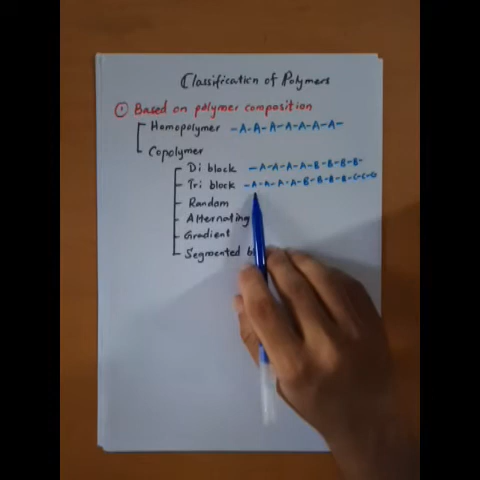 Classification of Polymers
① Based on polymer composition
Homopolymer -A-A-A-A-A-A-A-
Copolymer
Di block -A-A-A-A-B-B-B-B-
Tri block -A-A-A-A-B-B-B-B-C-C-C
Random
Alternating
Gradient
Segmented